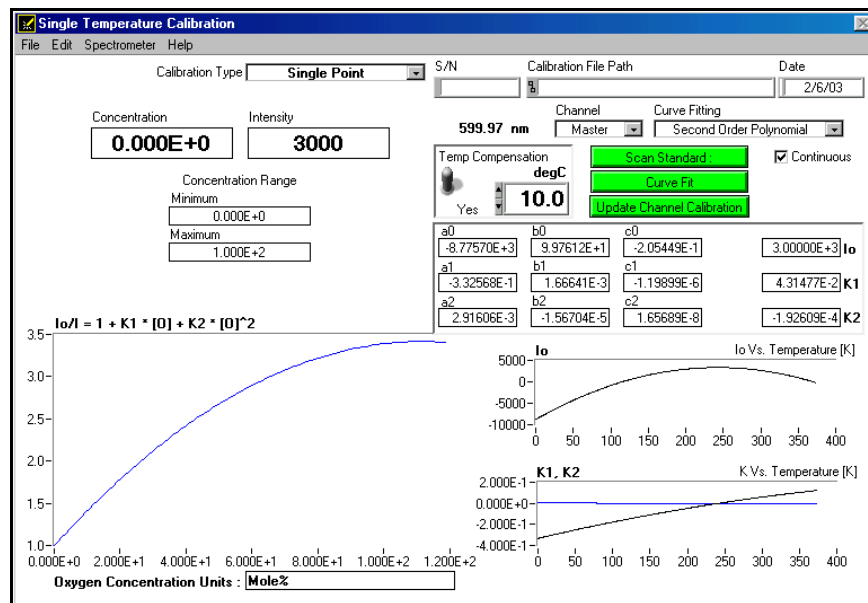 Single Temperature Calibration
File Edit Spectrometer Help
Calibration Type Single Point
S/N Calibration File Path Date
2/6/03
Concentration Intensity
0.000E+0 3000
599.97 nm
Channel Curve Fitting
Master Second Order Polynomial
Concentration Range
Minimum
0.000E+0
Maximum
1.000E+2
Temp Compensation
degC
Yes 10.0
Scan Standard :
Curve Fit
Update Channel Calibration
Continuous
a0 b0 c0
-8.77570E+3 9.97612E+1 -2.05449E-1 3.00000E+3 Io
a1 b1 c1
-3.32568E-1 1.66641E-3 -1.19899E-6 4.31477E-2 K1
a2 b2 c2
2.91606E-3 -1.56704E-5 1.65689E-8 -1.92609E-4 K2
Io/I = 1 + K1 * [O] + K2 * [O]^2
3.5
3.0
2.5
2.0
1.5
1.0
0.000E+0 2.000E+1 4.000E+1 6.000E+1 8.000E+1 1.000E+2 1.200E+2
Oxygen Concentration Units : Mole%
Io Io Vs. Temperature [K]
5000
0
-5000
-10000
0 50 100 150 200 250 300 350 400
K1, K2 K Vs. Temperature [K]
2.000E-1
0.000E+0
-2.000E-1
-4.000E-1
0 50 100 150 200 250 300 350 400